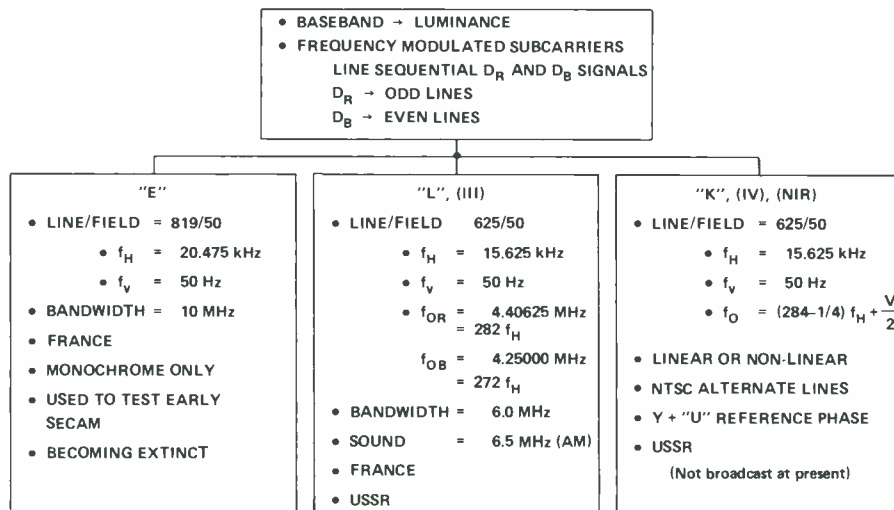 • BASEBAND → LUMINANCE
• FREQUENCY MODULATED SUBCARRIERS
LINE SEQUENTIAL D_R AND D_B SIGNALS
D_R → ODD LINES
D_B → EVEN LINES
"E"
• LINE/FIELD = 819/50
• f_H = 20.475 kHz
• f_v = 50 Hz
• BANDWIDTH = 10 MHz
• FRANCE
• MONOCHROME ONLY
• USED TO TEST EARLY
SECAM
• BECOMING EXTINCT
"L", (III)
• LINE/FIELD 625/50
• f_H = 15.625 kHz
• f_v = 50 Hz
• f_OR = 4.40625 MHz
= 282 f_H
f_OB = 4.25000 MHz
= 272 f_H
• BANDWIDTH = 6.0 MHz
• SOUND = 6.5 MHz (AM)
• FRANCE
• USSR
"K", (IV), (NIR)
• LINE/FIELD = 625/50
• f_H = 15.625 kHz
• f_v = 50 Hz
• f_O = (284–1/4) f_H + V/2
• LINEAR OR NON-LINEAR
• NTSC ALTERNATE LINES
• Y + "U" REFERENCE PHASE
• USSR
(Not broadcast at present)